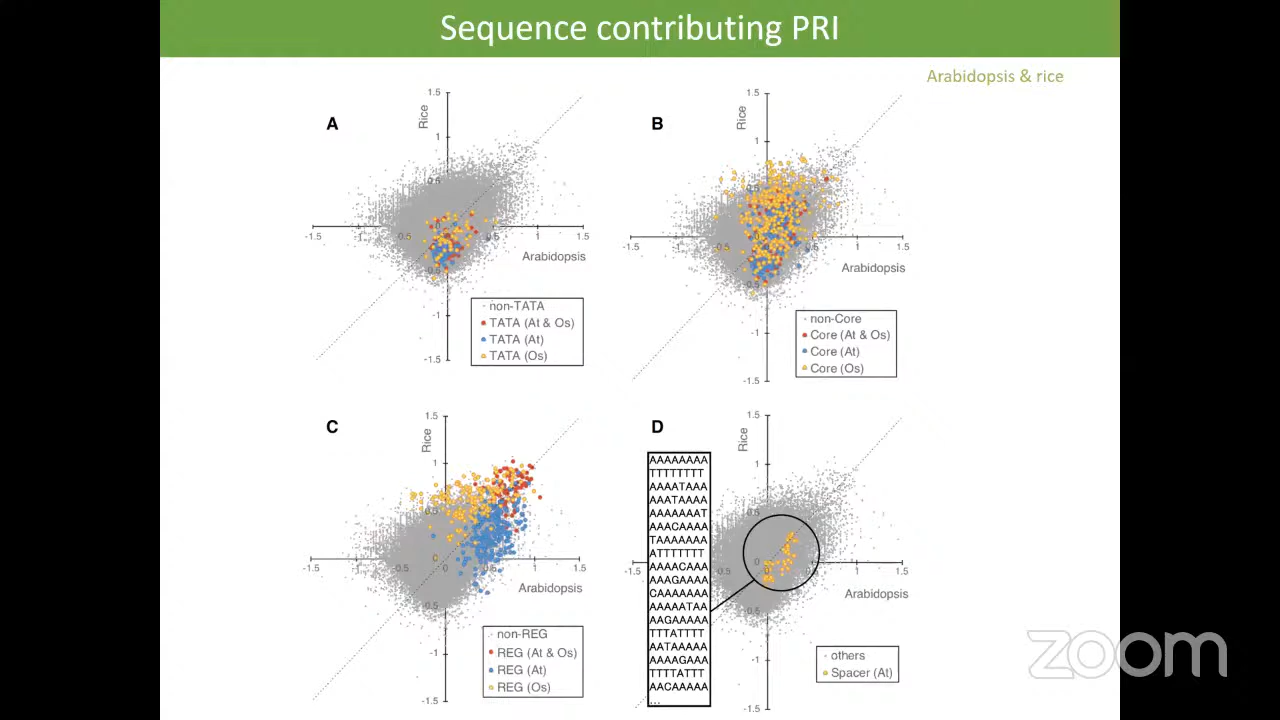 Sequence contributing PRI
Arabidopsis & rice
A
Rice
1.5
1
0.5
-1.5
-1
0.5
0
0.5
1
1.5
Arabidopsis
0.5
-1
-1.5
non-TATA
TATA (At & Os)
TATA (At)
TATA (Os)
B
Rice
1.5
1
0.5
-1.5
-1
0.5
0.5
1
1.5
Arabidopsis
0.5
-1
-1.5
non-Core
Core (At & Os)
Core (At)
Core (Os)
C
Rice
1.5
1
0.5
-1.5
-1
0.5
0
0.5
1
1.5
Arabidopsis
0.5
-1
-1.5
non-REG
REG (At & Os)
REG (At)
REG (Os)
D
AAAAAAAA
TTTTTTTT
AAAATAAA
AAATAAAA
AAAAAAAT
AAACAAAA
TAAAAAAA
ATTTTTTT
AAAACAAA
AAAGAAAA
CAAAAAAA
AAAAATAA
AAGAAAAA
TTTATTTT
AATAAAAA
AAAAGAAA
TTTTATTT
AACAAAAA
...
Rice
1.5
1
0.5
-1.5
0.5
0
0.5
1
1.5
Arabidopsis
0.5
-1
-1.5
others
Spacer (At)
zoom